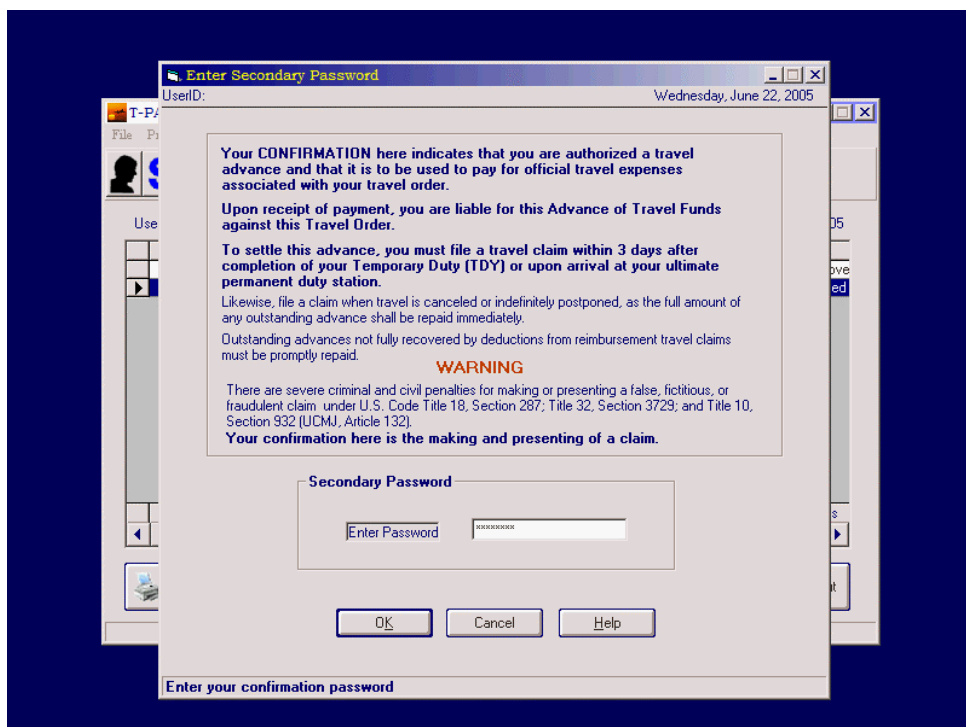 Enter Secondary Password
UserID:
Wednesday, June 22, 2005
T-PA
File
Use
05
Your CONFIRMATION here indicates that you are authorized a travel
advance and that it is to be used to pay for official travel expenses
associated with your travel order.
Upon receipt of payment, you are liable for this Advance of Travel Funds
against this Travel Order.
To settle this advance, you must file a travel claim within 3 days after
completion of your Temporary Duty (TDY) or upon arrival at your ultimate
permanent duty station.
Likewise, file a claim when travel is canceled or indefinitely postponed, as the full amount of
any outstanding advance shall be repaid immediately.
Outstanding advances not fully recovered by deductions from reimbursement travel claims
must be promptly repaid.
WARNING
There are severe criminal and civil penalties for making or presenting a false, fictitious, or
fraudulent claim under U.S. Code Title 18, Section 287; Title 32, Section 3729; and Title 10,
Section 932 (UCMJ, Article 132).
Your confirmation here is the making and presenting of a claim.
Secondary Password
Enter Password
********
OK
Cancel
Help
Enter your confirmation password